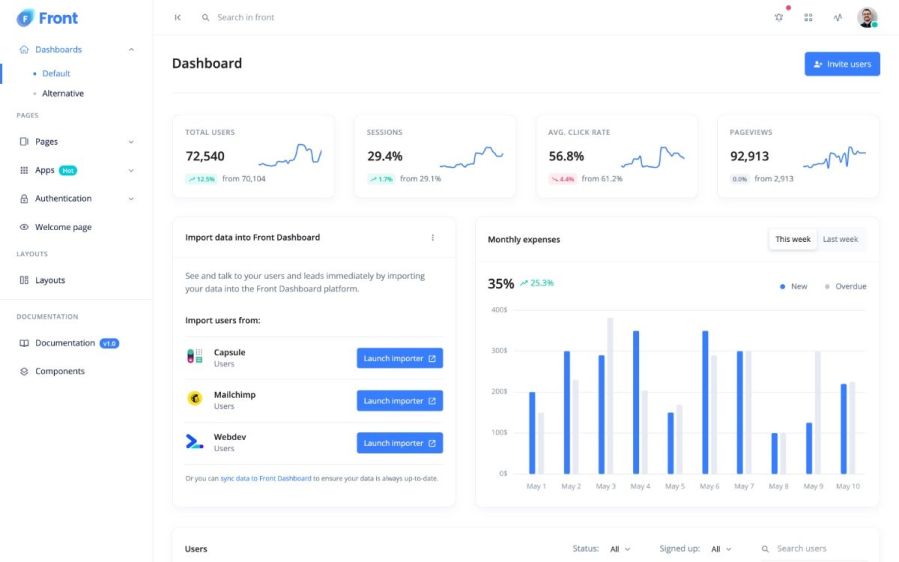 Front
Search in front
Dashboards
Default
Alternative
PAGES
Pages
Apps Hot
Authentication
Welcome page
LAYOUTS
Layouts
DOCUMENTATION
Documentation v1.0
Components
Dashboard
Invite users
TOTAL USERS
72,540
12.5% from 70,104
SESSIONS
29.4%
1.7% from 29.1%
AVG. CLICK RATE
56.8%
4.4% from 61.2%
PAGEVIEWS
92,913
0.0% from 2,913
Import data into Front Dashboard
See and talk to your users and leads immediately by importing
your data into the Front Dashboard platform.
Import users from:
Capsule
Users
Launch importer
Mailchimp
Users
Launch importer
Webdev
Users
Launch importer
Or you can sync data to Front Dashboard to ensure your data is always up-to-date.
Monthly expenses
This week Last week
35% 25.3%
New Overdue
400$
300$
200$
100$
0$
May 1 May 2 May 3 May 4 May 5 May 6 May 7 May 8 May 9 May 10
Users
Status: All Signed up: All Search users